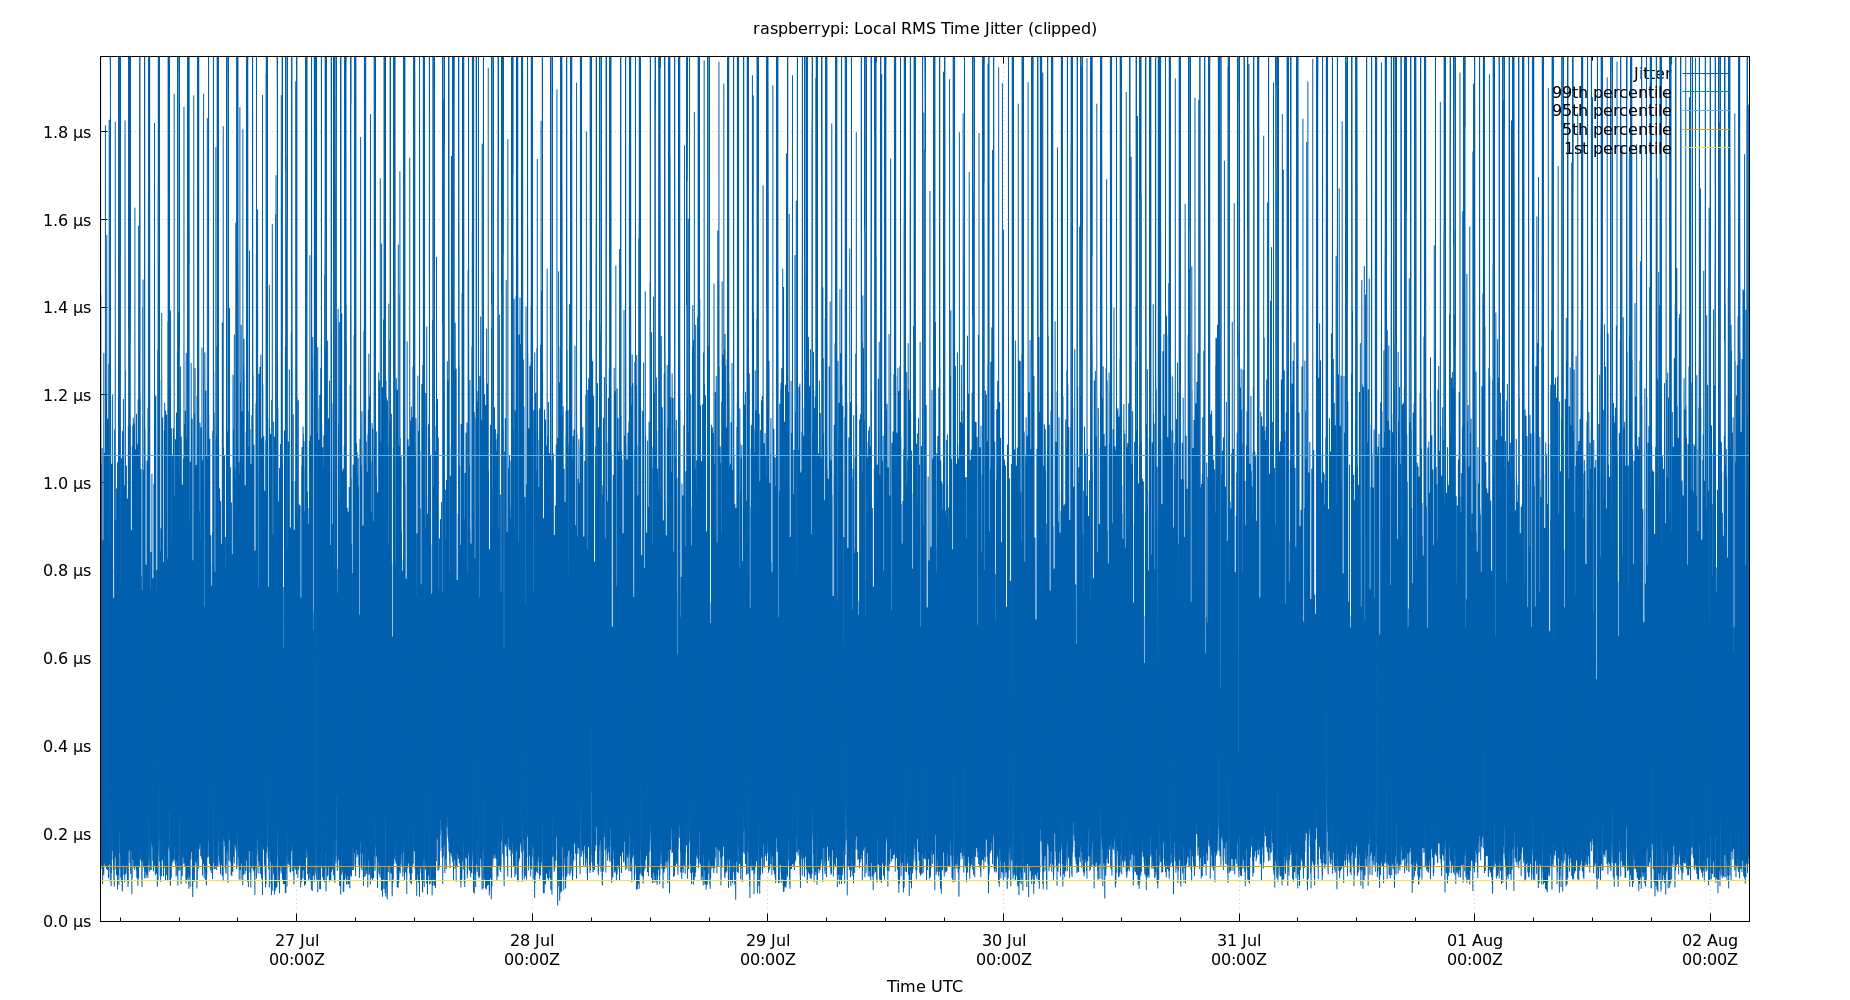 raspberrypi: Local RMS Time Jitter (clipped)
Jitter
99th percentile
95th percentile
5th percentile
1st percentile
1.8 μs
1.6 μs
1.4 μs
1.2 μs
1.0 μs
0.8 μs
0.6 μs
0.4 μs
0.2 μs
0.0 μs
27 Jul 28 Jul 29 Jul 30 Jul 31 Jul 01 Aug 02 Aug
00:00Z 00:00Z 00:00Z 00:00Z 00:00Z 00:00Z 00:00Z
Time UTC